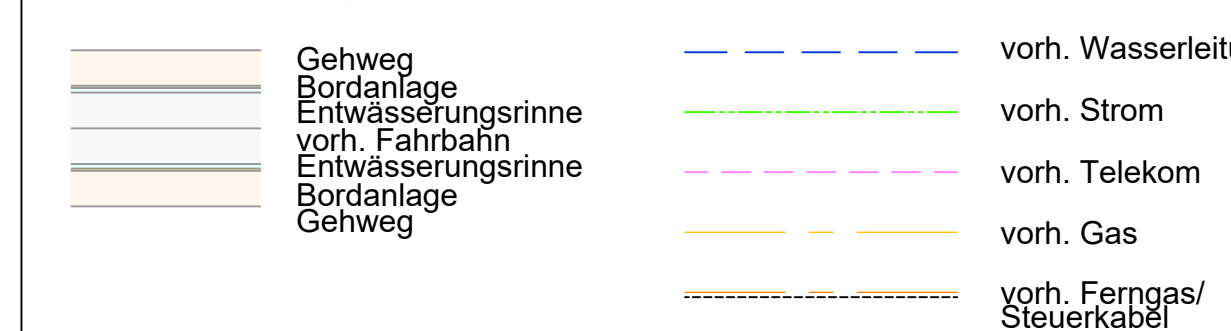 Gehweg
Bordanlage
Entwässerungsrinne
vorh. Fahrbahn
Entwässerungsrinne
Bordanlage
Gehweg
vorh. Wasserleitu
vorh. Strom
vorh. Telekom
vorh. Gas
vorh. Ferngas/
Steuerkabel